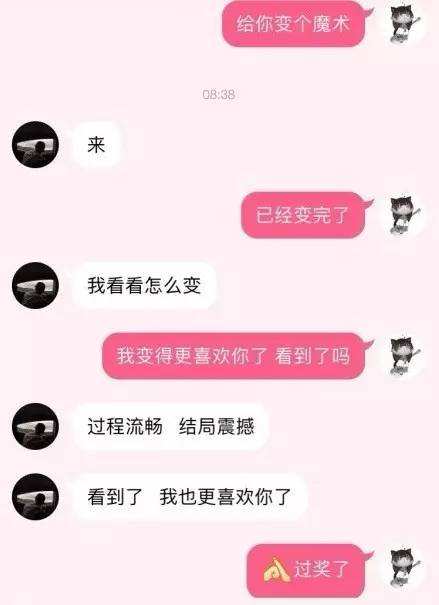 给你变个魔术
08:38
来
已经变完了
我看看怎么变
我变得更喜欢你了 看到了吗
过程流畅 结局震撼
看到了 我也更喜欢你了
过奖了